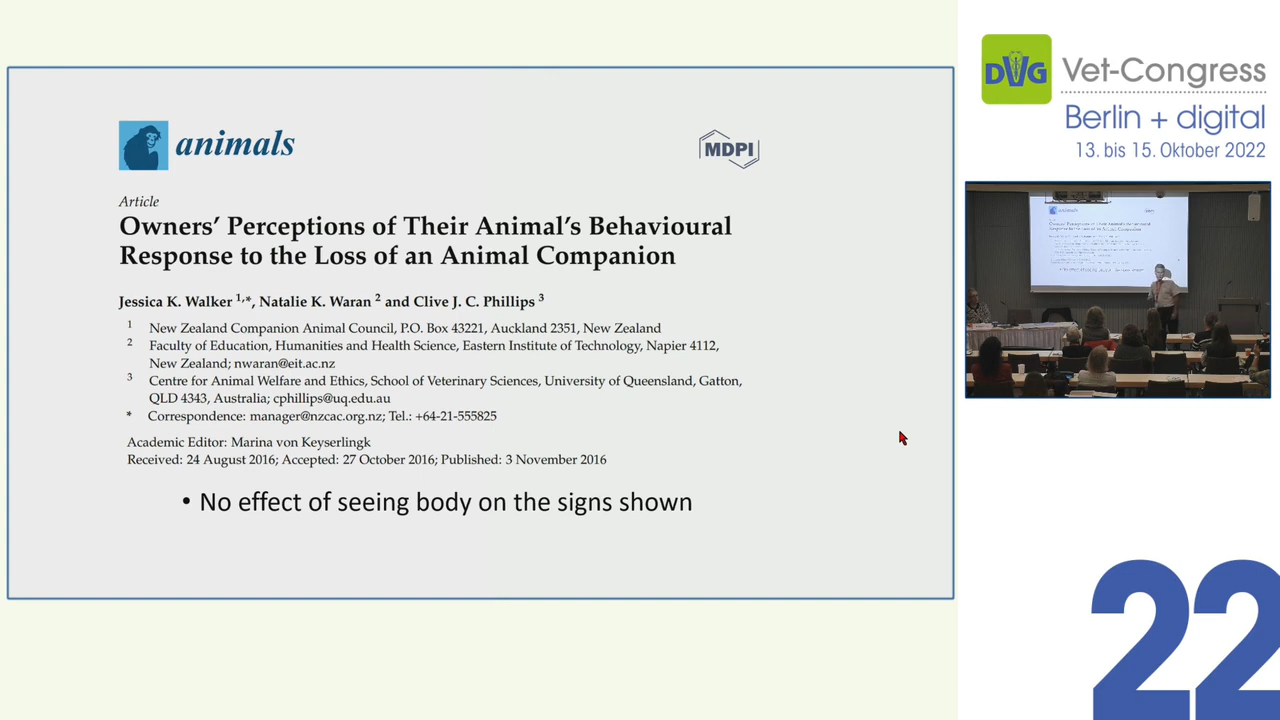 animals
MDPI
Article
Owners' Perceptions of Their Animal's Behavioural
Response to the Loss of an Animal Companion
Jessica K. Walker 1,*, Natalie K. Waran 2 and Clive J. C. Phillips 3
1 New Zealand Companion Animal Council, P.O. Box 43221, Auckland 2351, New Zealand
2 Faculty of Education, Humanities and Health Science, Eastern Institute of Technology, Napier 4112,
New Zealand; nwaran@eit.ac.nz
3 Centre for Animal Welfare and Ethics, School of Veterinary Sciences, University of Queensland, Gatton,
QLD 4343, Australia; cphillips@uq.edu.au
* Correspondence: manager@nzcac.org.nz; Tel.: +64-21-555825
Academic Editor: Marina von Keyserlingk
Received: 24 August 2016; Accepted: 27 October 2016; Published: 3 November 2016
• No effect of seeing body on the signs shown
DVG
Vet-Congress
Berlin + digital
13. bis 15. Oktober 2022
22